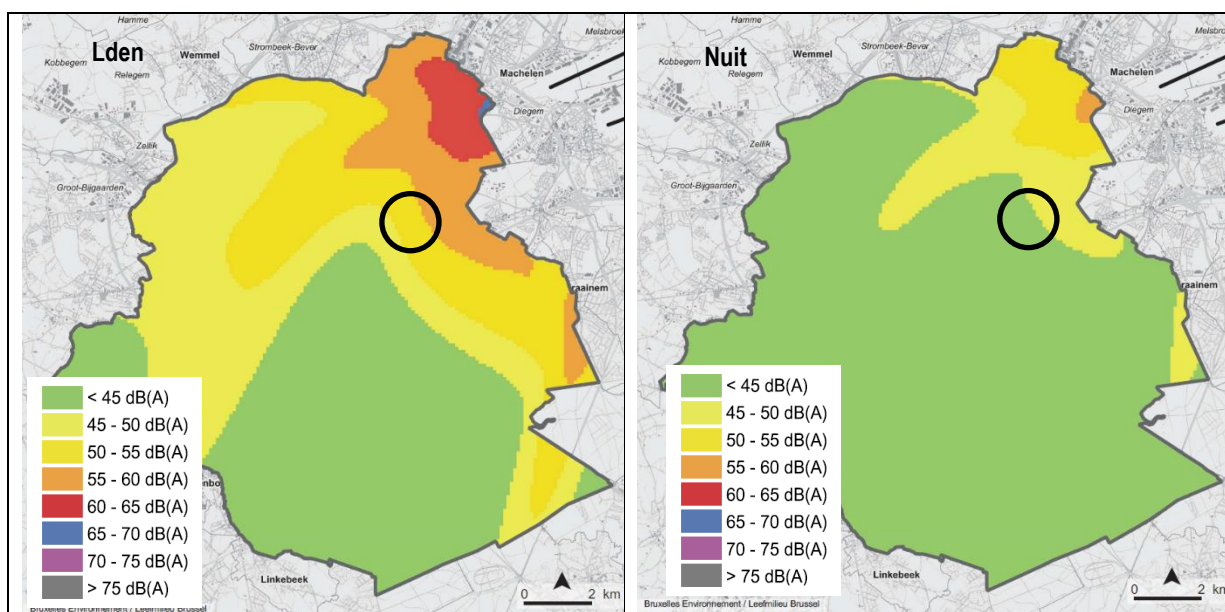 Lden
Hamme
Strombeek-Bever
Melsbroek
Wemmel
Kobbegem
Relegem
Machelen
Diegem
Zellik
Groot-Bijgaarden
raainem
< 45 dB(A)
45 - 50 dB(A)
50 - 55 dB(A)
55 - 60 dB(A)
60 - 65 dB(A)
65 - 70 dB(A)
70 - 75 dB(A)
> 75 dB(A)
enbo
Linkebeek
0 2 km
Bruxelles Environnement / Leefmilieu Brussel
Nuit
Hamme
Strombeek-Bever
Melsbro
Wemmel
Kobbegem
Relegem
Machelen
Diegem
Zellik
Groot-Bijgaarden
raainem
< 45 dB(A)
45 - 50 dB(A)
50 - 55 dB(A)
55 - 60 dB(A)
60 - 65 dB(A)
65 - 70 dB(A)
70 - 75 dB(A)
> 75 dB(A)
Linkebeek
0 2 km
Bruxelles Environnement / Leefmilieu Brussel